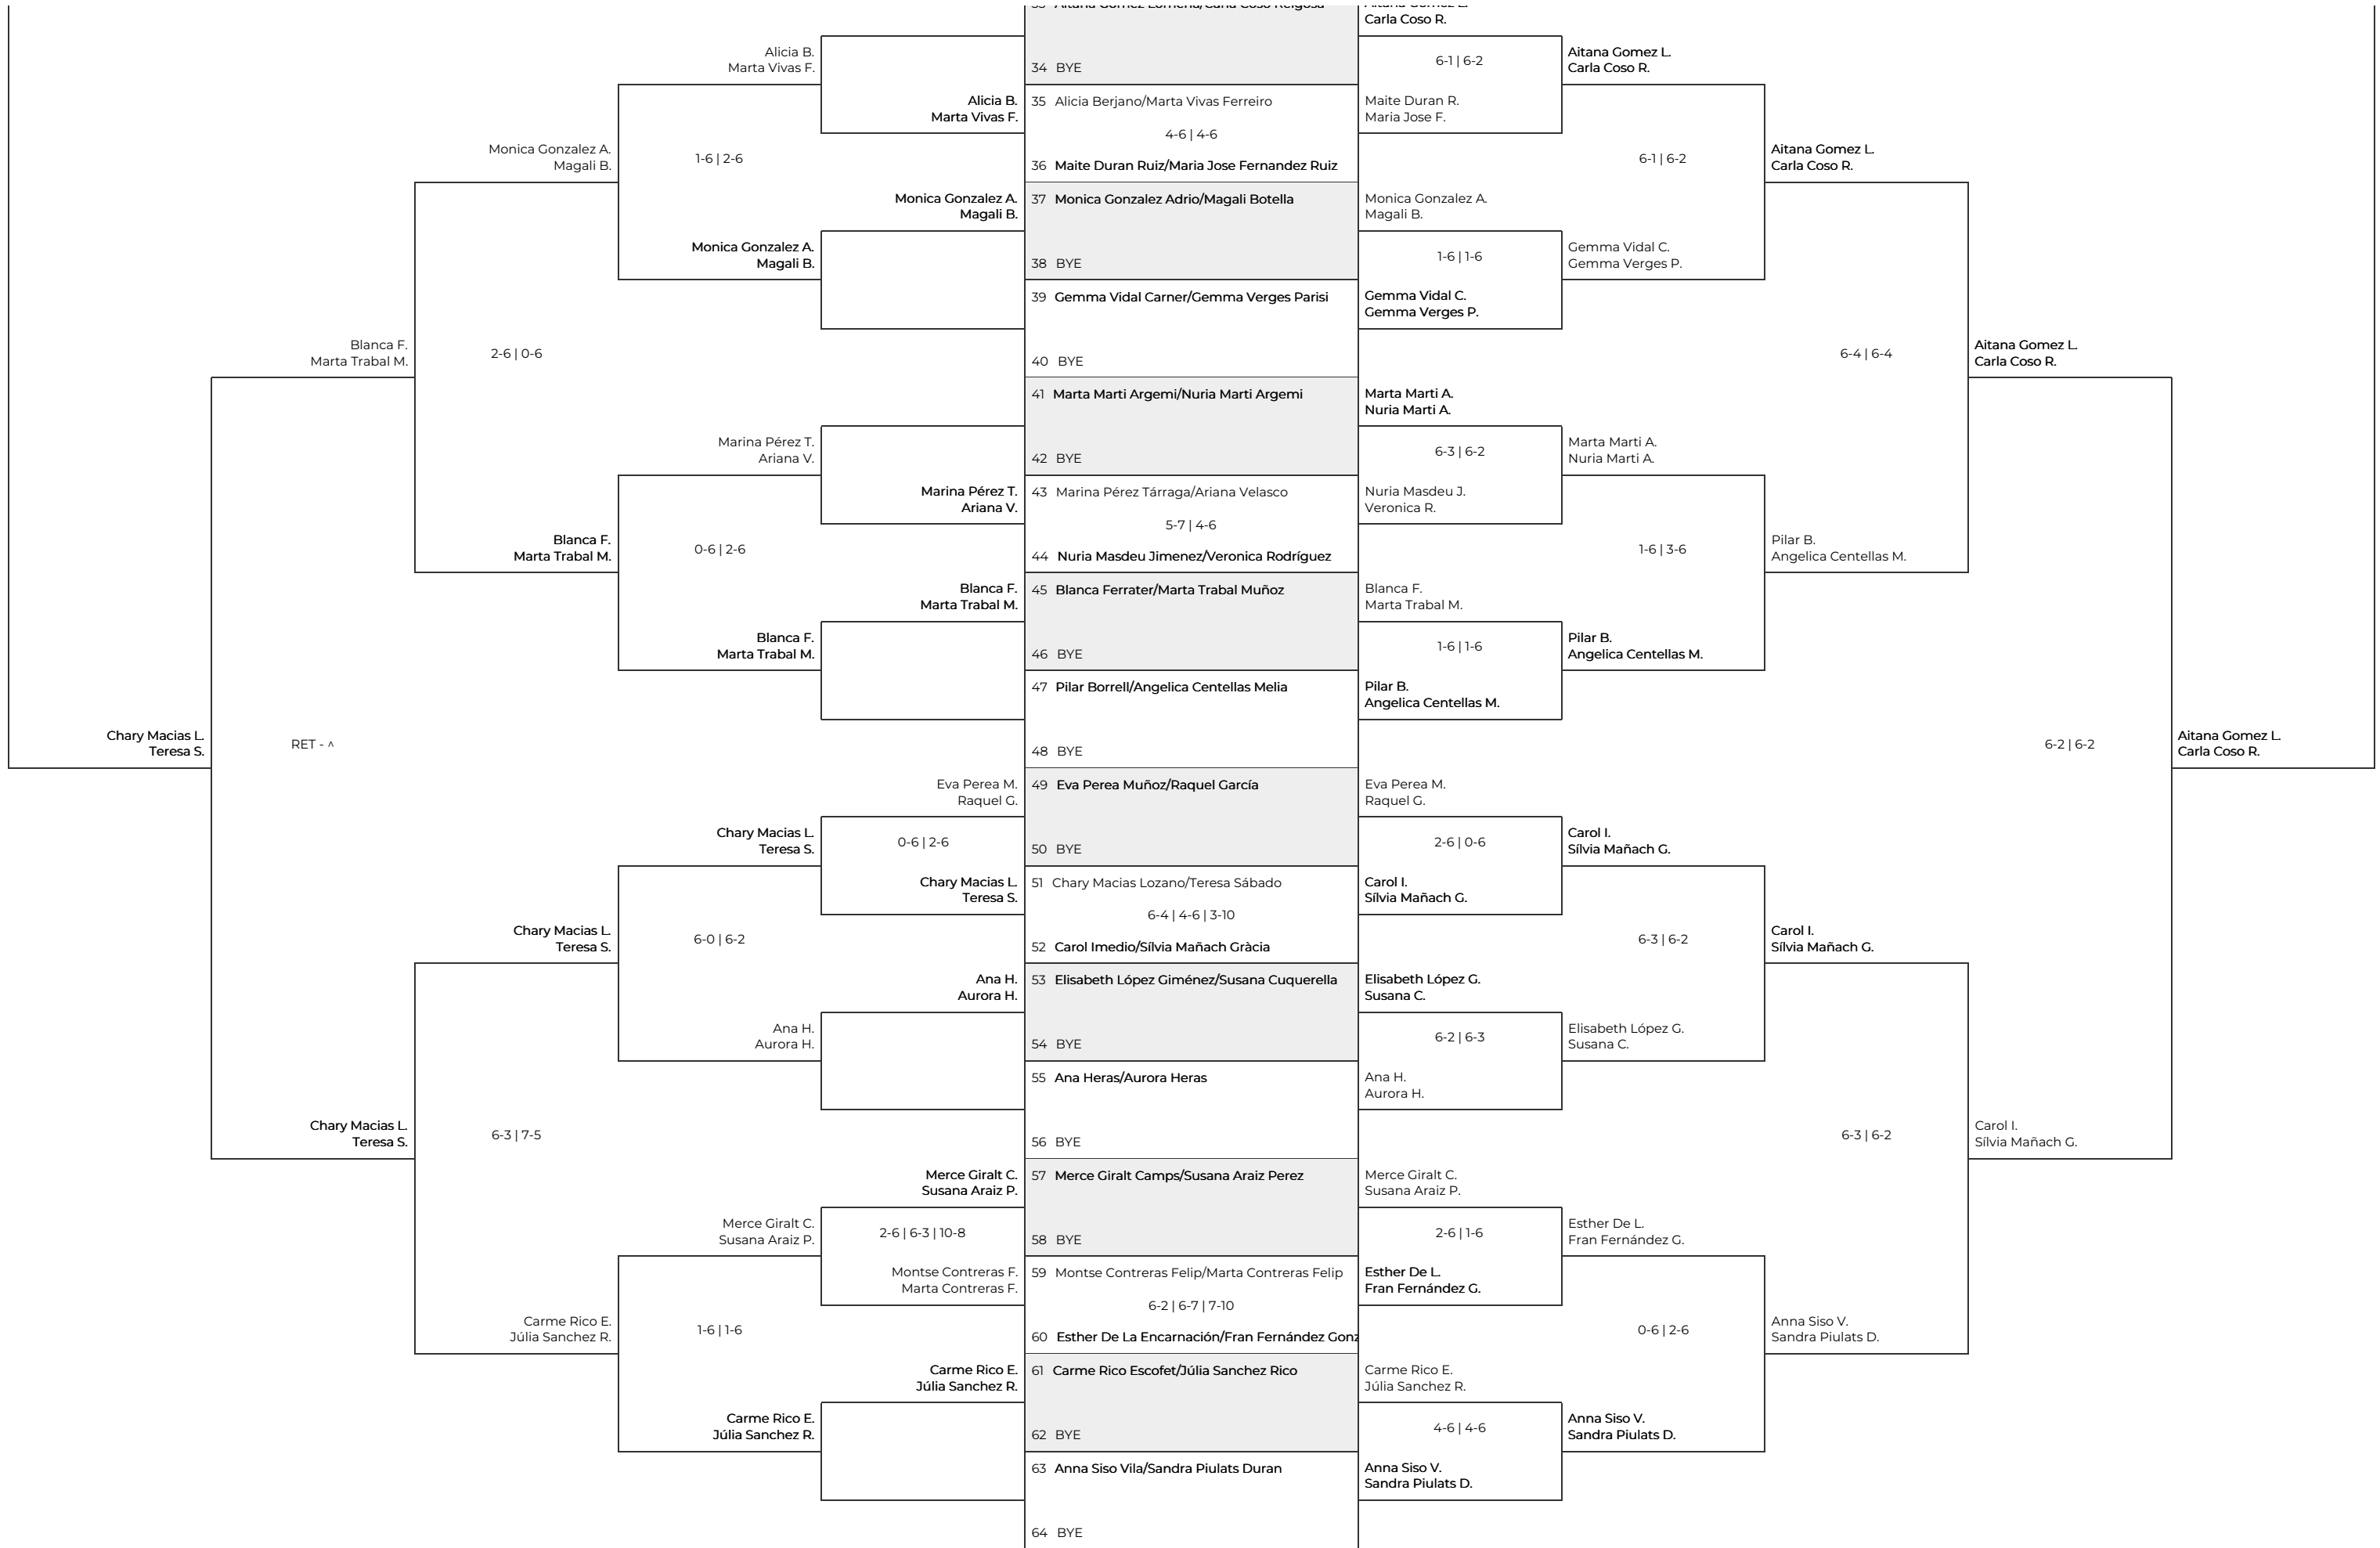 Carla Coso R.
Alicia B.
Marta Vivas F.
34 BYE
6-1 | 6-2
Aitana Gomez L.
Carla Coso R.
Alicia B.
Marta Vivas F.
35 Alicia Berjano/Marta Vivas Ferreiro
Maite Duran R.
Maria Jose F.
4-6 | 4-6
Monica Gonzalez A.
Magali B.
1-6 | 2-6
36 Maite Duran Ruiz/Maria Jose Fernandez Ruiz
6-1 | 6-2
Aitana Gomez L.
Carla Coso R.
Monica Gonzalez A.
Magali B.
37 Monica Gonzalez Adrio/Magali Botella
Monica Gonzalez A.
Magali B.
Monica Gonzalez A.
Magali B.
38 BYE
1-6 | 1-6
Gemma Vidal C.
Gemma Verges P.
39 Gemma Vidal Carner/Gemma Verges Parisi
Gemma Vidal C.
Gemma Verges P.
Blanca F.
Marta Trabal M.
2-6 | 0-6
40 BYE
6-4 | 6-4
Aitana Gomez L.
Carla Coso R.
41 Marta Marti Argemi/Nuria Marti Argemi
Marta Marti A.
Nuria Marti A.
Marina Pérez T.
Ariana V.
42 BYE
6-3 | 6-2
Marta Marti A.
Nuria Marti A.
Marina Pérez T.
Ariana V.
43 Marina Pérez Tárraga/Ariana Velasco
Nuria Masdeu J.
Veronica R.
5-7 | 4-6
Blanca F.
Marta Trabal M.
0-6 | 2-6
44 Nuria Masdeu Jimenez/Veronica Rodríguez
1-6 | 3-6
Pilar B.
Angelica Centellas M.
Blanca F.
Marta Trabal M.
45 Blanca Ferrater/Marta Trabal Muñoz
Blanca F.
Marta Trabal M.
Blanca F.
Marta Trabal M.
46 BYE
1-6 | 1-6
Pilar B.
Angelica Centellas M.
47 Pilar Borrell/Angelica Centellas Melia
Pilar B.
Angelica Centellas M.
Chary Macias L.
Teresa S.
RET - ^
48 BYE
6-2 | 6-2
Aitana Gomez L.
Carla Coso R.
Eva Perea M.
Raquel G.
49 Eva Perea Muñoz/Raquel García
Eva Perea M.
Raquel G.
Chary Macias L.
Teresa S.
0-6 | 2-6
50 BYE
2-6 | 0-6
Carol I.
Sílvia Mañach G.
Chary Macias L.
Teresa S.
51 Chary Macias Lozano/Teresa Sábado
Carol I.
Sílvia Mañach G.
6-4 | 4-6 | 3-10
Chary Macias L.
Teresa S.
6-0 | 6-2
52 Carol Imedio/Sílvia Mañach Gràcia
6-3 | 6-2
Carol I.
Sílvia Mañach G.
Ana H.
Aurora H.
53 Elisabeth López Giménez/Susana Cuquerella
Elisabeth López G.
Susana C.
Ana H.
Aurora H.
54 BYE
6-2 | 6-3
Elisabeth López G.
Susana C.
55 Ana Heras/Aurora Heras
Ana H.
Aurora H.
Chary Macias L.
Teresa S.
6-3 | 7-5
56 BYE
6-3 | 6-2
Carol I.
Sílvia Mañach G.
Merce Giralt C.
Susana Araiz P.
57 Merce Giralt Camps/Susana Araiz Perez
Merce Giralt C.
Susana Araiz P.
Merce Giralt C.
Susana Araiz P.
2-6 | 6-3 | 10-8
58 BYE
2-6 | 1-6
Esther De L.
Fran Fernández G.
Montse Contreras F.
Marta Contreras F.
59 Montse Contreras Felip/Marta Contreras Felip
Esther De L.
Fran Fernández G.
6-2 | 6-7 | 7-10
Carme Rico E.
Júlia Sanchez R.
1-6 | 1-6
60 Esther De La Encarnación/Fran Fernández Gonz
0-6 | 2-6
Anna Siso V.
Sandra Piulats D.
Carme Rico E.
Júlia Sanchez R.
61 Carme Rico Escofet/Júlia Sanchez Rico
Carme Rico E.
Júlia Sanchez R.
Carme Rico E.
Júlia Sanchez R.
62 BYE
4-6 | 4-6
Anna Siso V.
Sandra Piulats D.
63 Anna Siso Vila/Sandra Piulats Duran
Anna Siso V.
Sandra Piulats D.
64 BYE